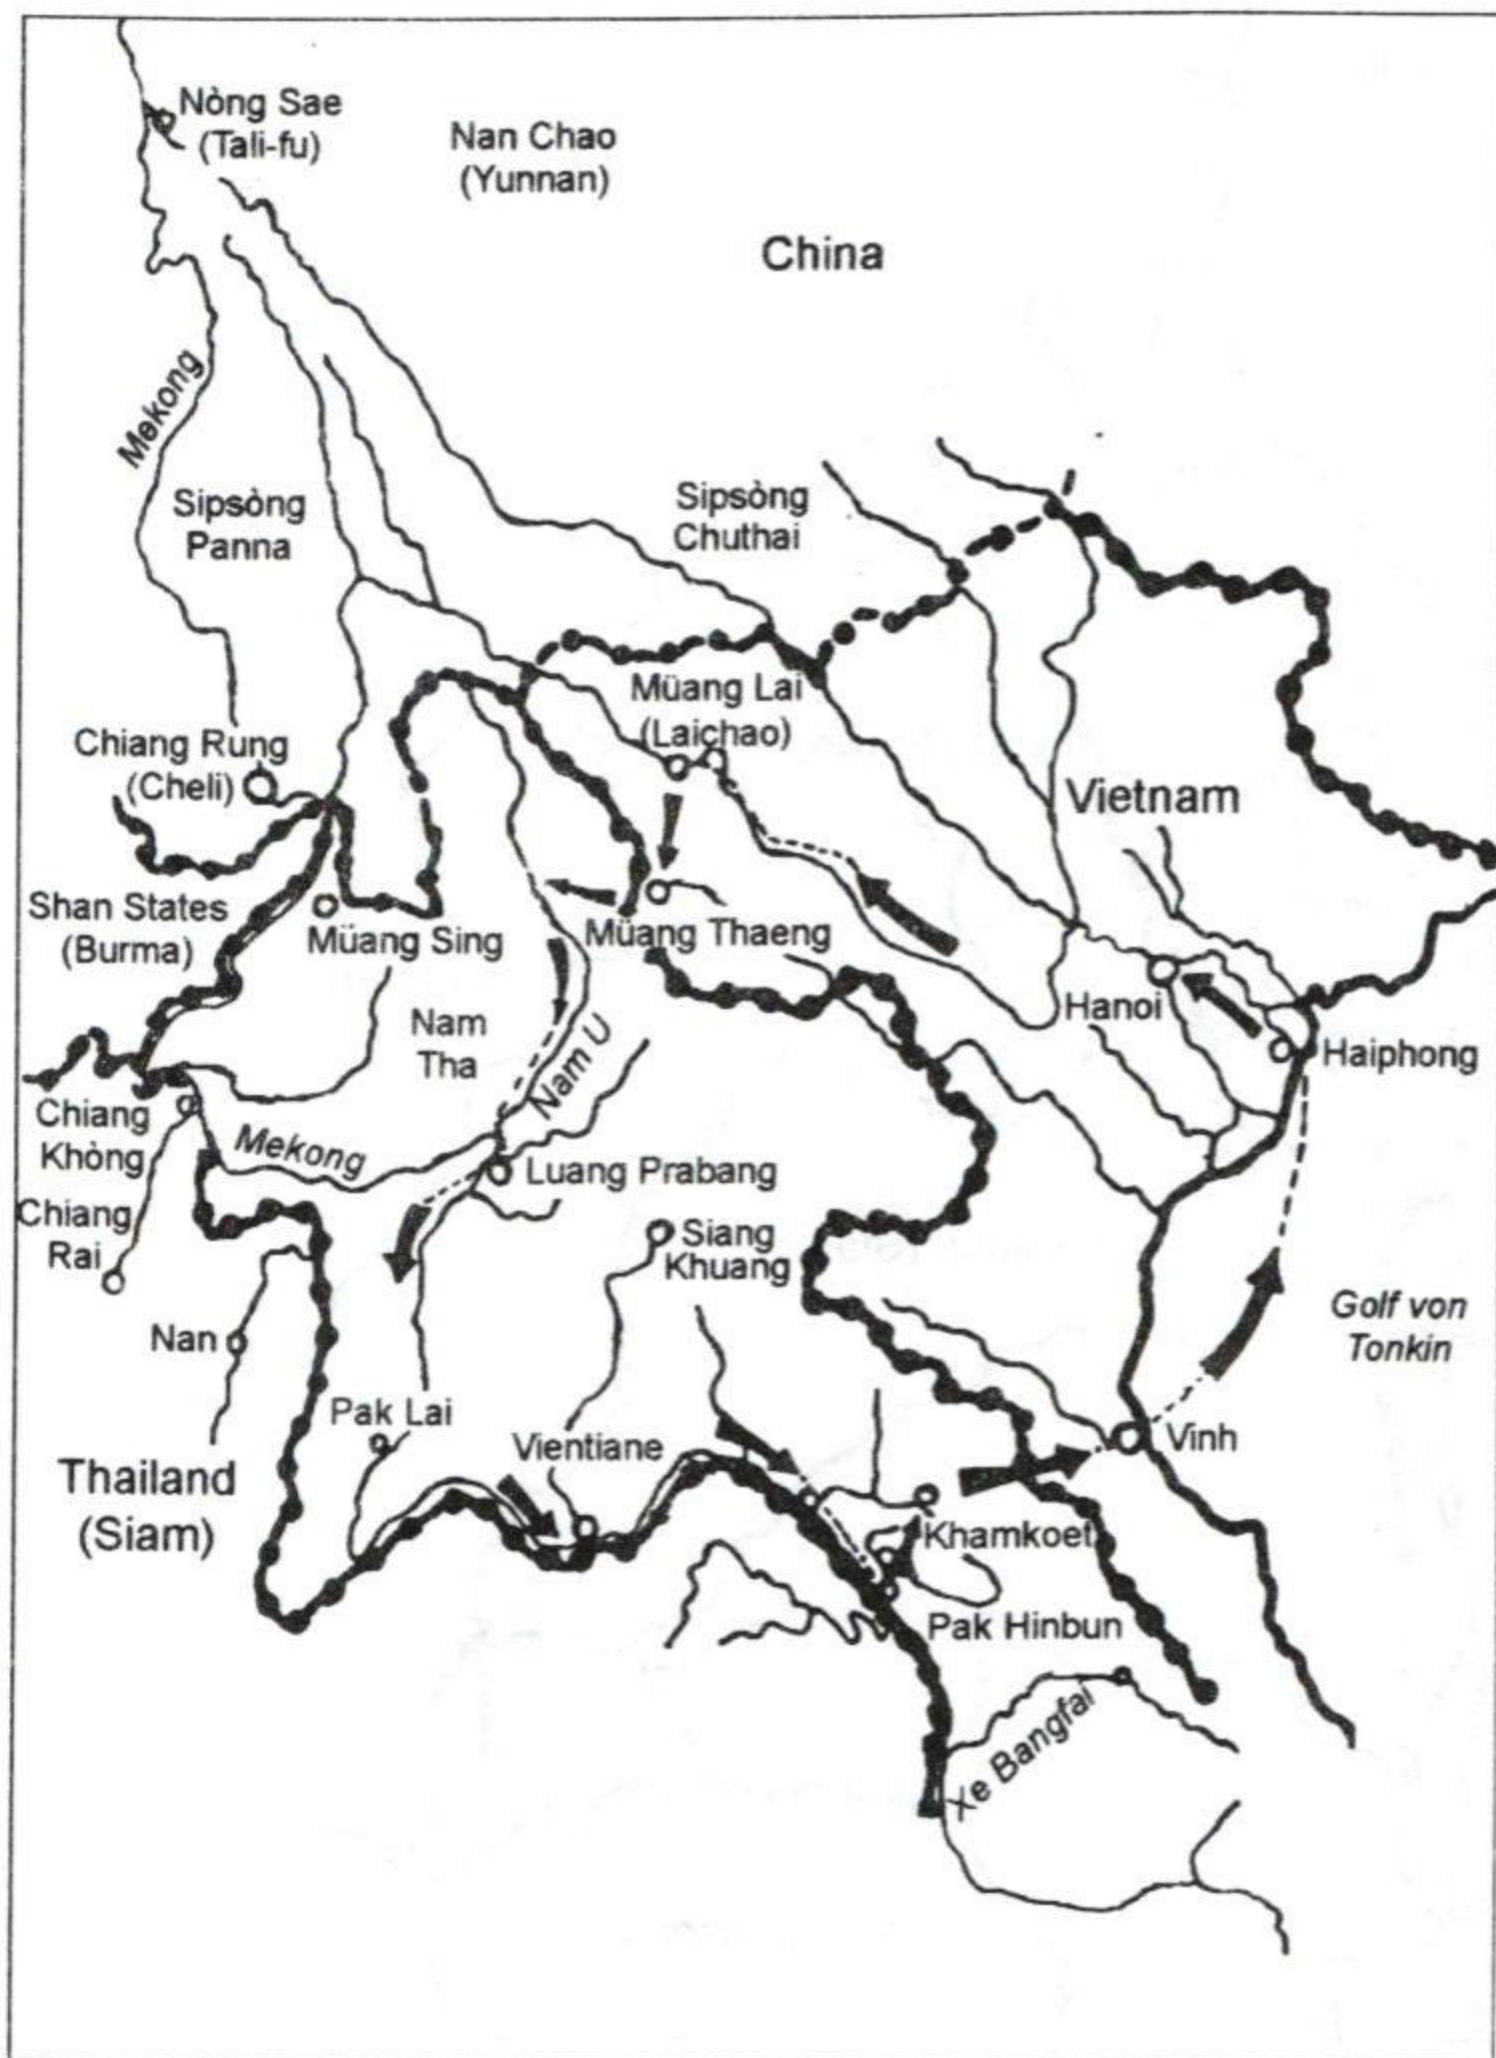 Nòng Sae
(Tali-fu)
Nan Chao
(Yunnan)
China
Mekong
Sipsòng
Panna
Sipsòng
Chuthai
Müang Lai
(Laichao)
Chiang Rung
(Cheli)
Vietnam
Shan States
(Burma)
Müang Sing
Müang Thaeng
Hanoi
Haiphong
Nam
Tha
Nam U
Chiang
Khòng
Mekong
Luang Prabang
Chiang
Rai
Siang
Khuang
Golf von
Tonkin
Nan
Pak Lai
Vientiane
Vinh
Thailand
(Siam)
Khamkoet
Pak Hinbun
Xe Bangfai